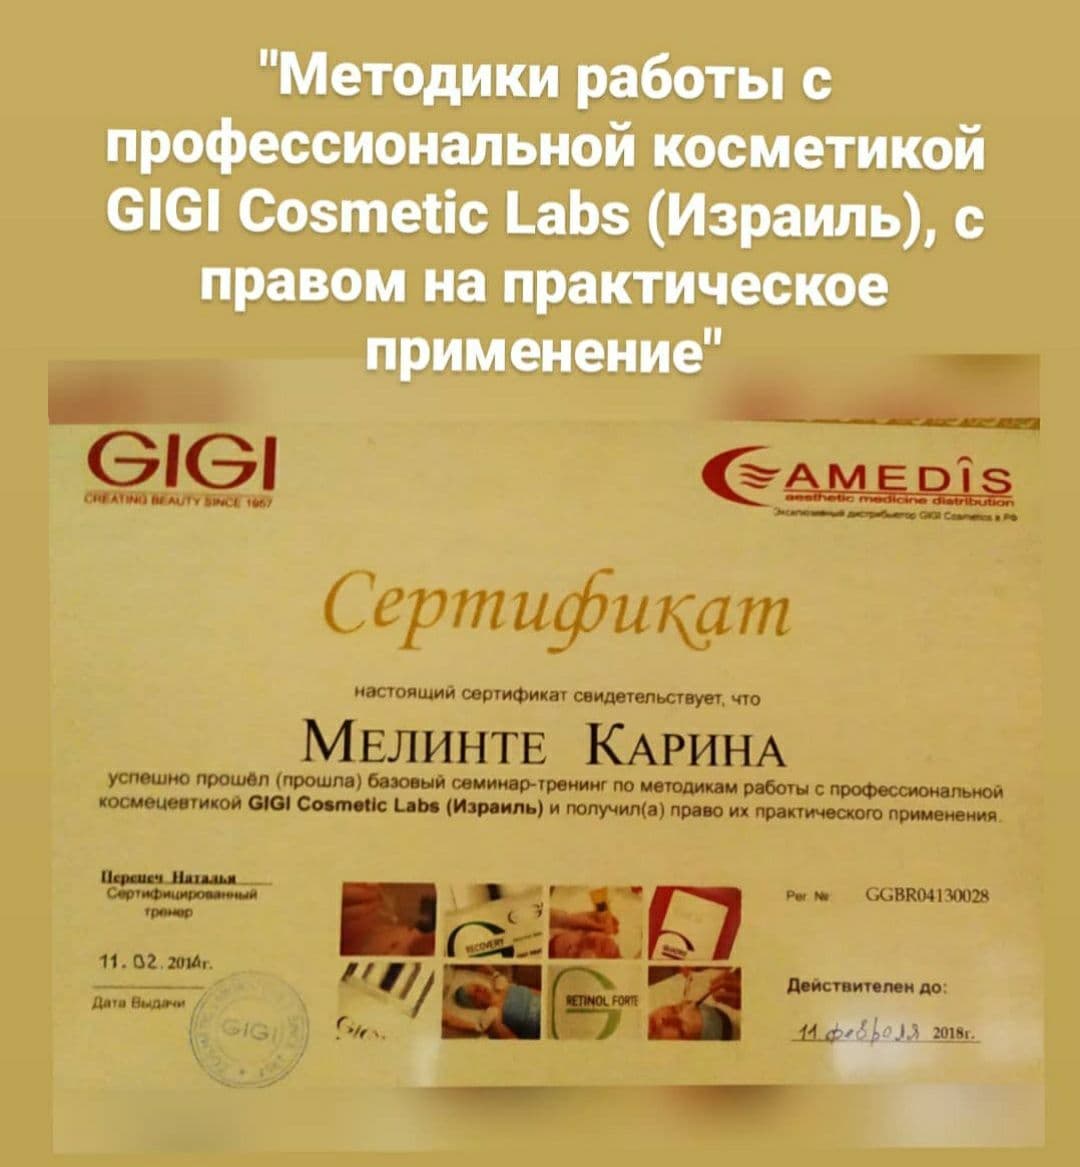 "Методики работы с
профессиональной косметикой
GIGI Cosmetic Labs (Израиль), с
правом на практическое
применение"
GIGI
CREATING BEAUTY SINCE 1957
AMEDÎS
aesthetic medicine distribution
Эксклюзивный дистрибьютор GIGI Cosmetics в РФ
Сертификат
настоящий сертификат свидетельствует, что
МЕЛИНТЕ КАРИНА
успешно прошёл (прошла) базовый семинар-тренинг по методикам работы с профессиональной
космецевтикой GIGI Cosmetic Labs (Израиль) и получил(а) право их практического применения.
Наталья
Сертифицированный
тренер
11.02.2014г.
Дата Выдачи
GIGI
RECOVERY
RETINOL FORTE
Рег. №: GGBR04130028
Действителен до:
11 февраля 2018г.